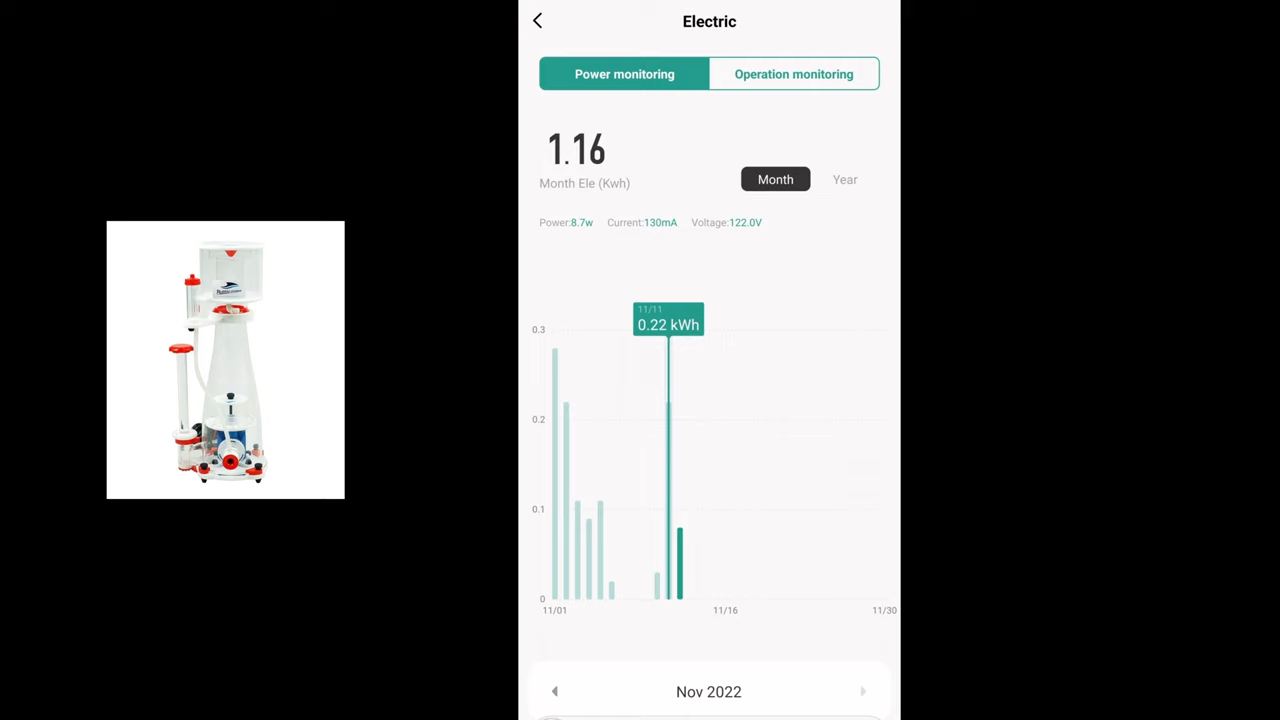 Electric
Power monitoring
Operation monitoring
1.16
Month Ele (Kwh)
Month
Year
Power:8.7w
Current:130mA
Voltage:122.0V
11/11
0.22 kWh
0.3
0.2
0.1
0
11/01
11/16
11/30
Nov 2022